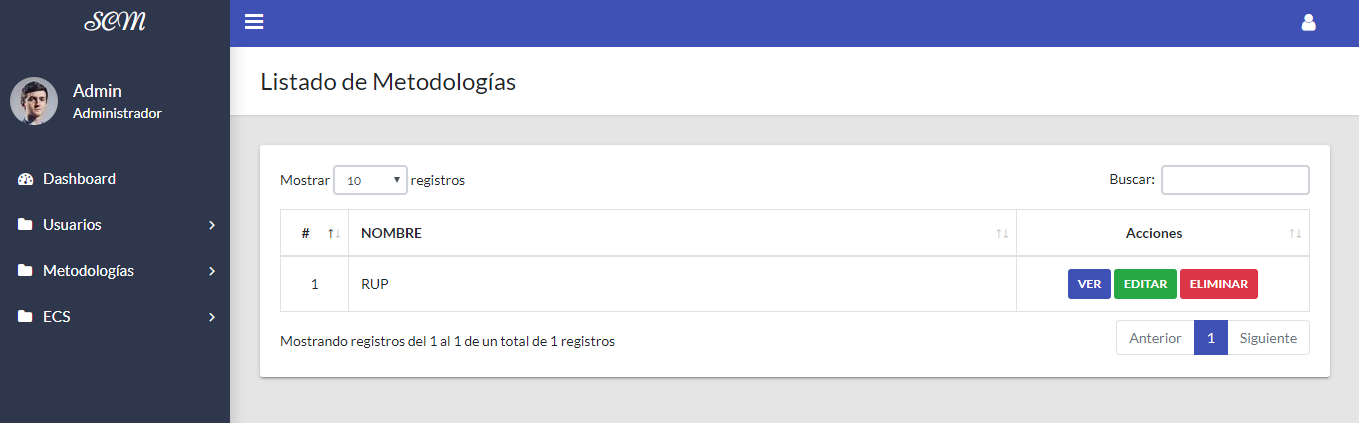 SCM
Admin
Administrador
Dashboard
Usuarios
Metodologías
ECS
Listado de Metodologías
Mostrar 10 registros
Buscar:
# NOMBRE Acciones
1 RUP VER EDITAR ELIMINAR
Mostrando registros del 1 al 1 de un total de 1 registros
Anterior 1 Siguiente